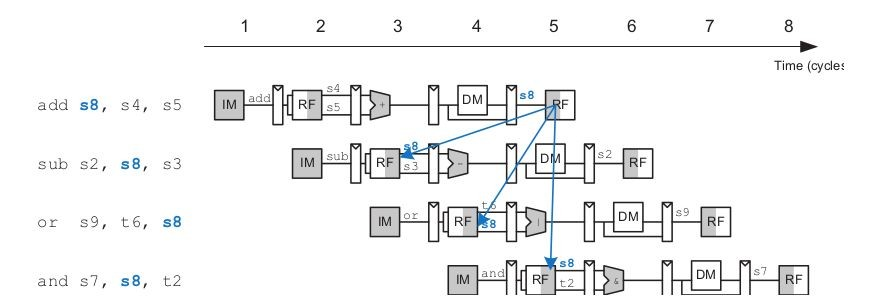 1 2 3 4 5 6 7 8
Time (cycles
add s8, s4, s5 IM add RF s4 s5 + DM s8 RF
sub s2, s8, s3 IM sub RF s8 s3 - DM s2 RF
or s9, t6, s8 IM or RF t6 s8 | DM s9 RF
and s7, s8, t2 IM and RF s8 t2 & DM s7 RF